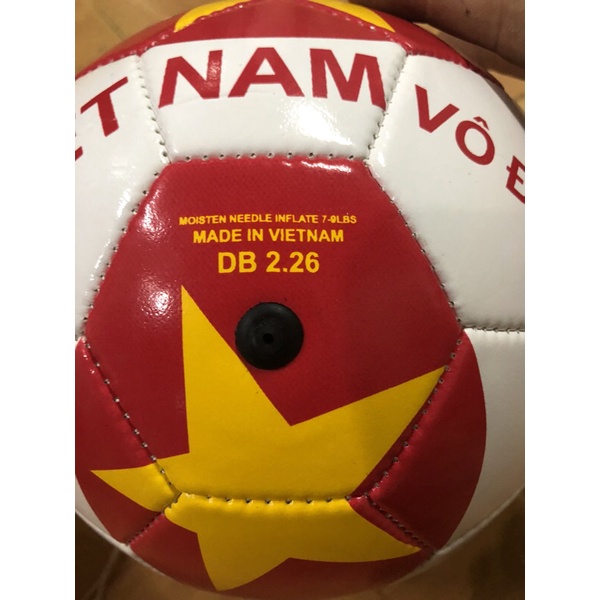 NAM VÔ
MOISTEN NEEDLE INFLATE 7-9LBS
MADE IN VIETNAM
DB 2.26